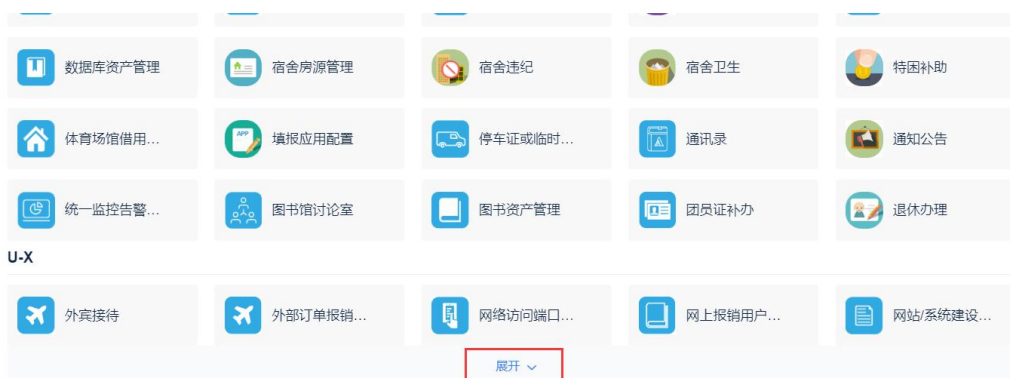 数据库资产管理 宿舍房源管理 宿舍违纪 宿舍卫生 特困补助
体育场馆借用... APP 填报应用配置 停车证或临时... 通讯录 通知公告
统一监控告警... 图书馆讨论室 图书资产管理 团员证补办 退休办理
U-X
外宾接待 外部订单报销... 网络访问端口... 网上报销用户... 网站/系统建设...
展开